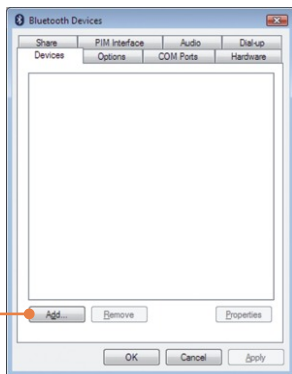 Bluetooth Devices
Share PIM Interface Audio Dial-up
Devices Options COM Ports Hardware
Add... Remove Properties
OK Cancel Apply